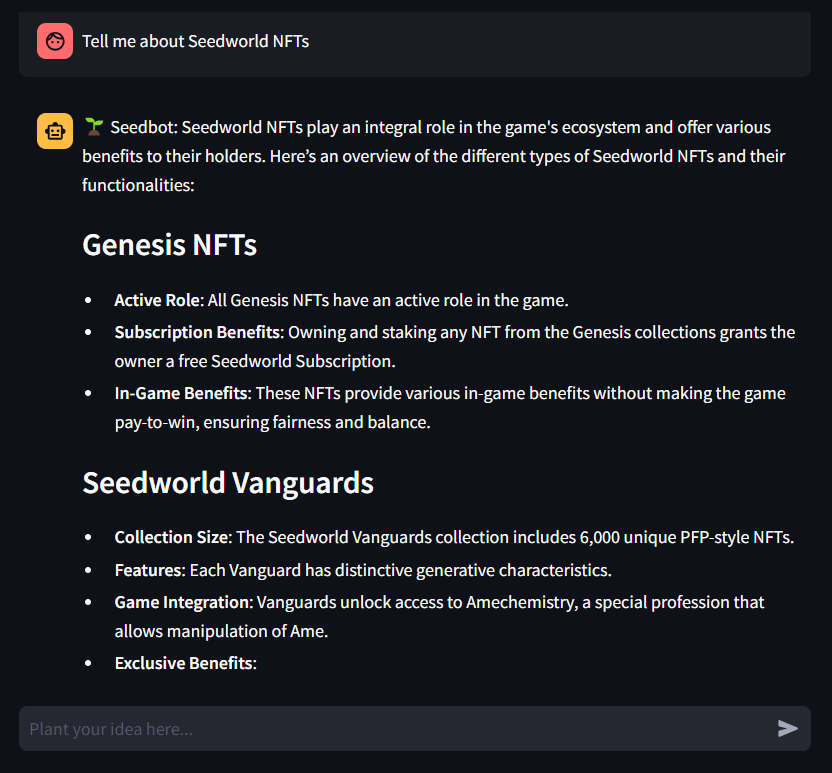 Tell me about Seedworld NFTs
🌱 Seedbot: Seedworld NFTs play an integral role in the game's ecosystem and offer various
benefits to their holders. Here’s an overview of the different types of Seedworld NFTs and their
functionalities:
Genesis NFTs
• Active Role: All Genesis NFTs have an active role in the game.
• Subscription Benefits: Owning and staking any NFT from the Genesis collections grants the
owner a free Seedworld Subscription.
• In-Game Benefits: These NFTs provide various in-game benefits without making the game
pay-to-win, ensuring fairness and balance.
Seedworld Vanguards
• Collection Size: The Seedworld Vanguards collection includes 6,000 unique PFP-style NFTs.
• Features: Each Vanguard has distinctive generative characteristics.
• Game Integration: Vanguards unlock access to Amechemistry, a special profession that
allows manipulation of Ame.
• Exclusive Benefits:
Plant your idea here...